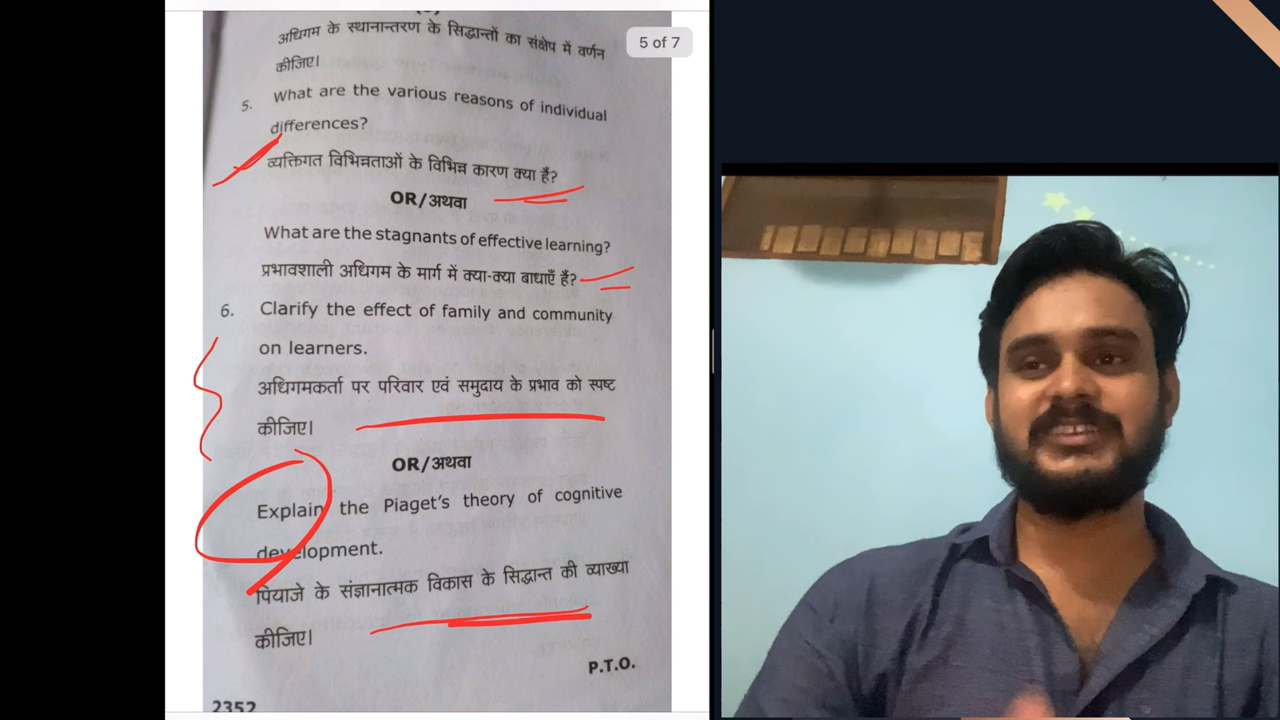 अधिगम के स्थानान्तरण के सिद्धान्तों का संक्षेप में वर्णन
कीजिए।
5 of 7
5. What are the various reasons of individual
differences?
व्यक्तिगत विभिन्नताओं के विभिन्न कारण क्या हैं?
OR/अथवा
What are the stagnants of effective learning?
प्रभावशाली अधिगम के मार्ग में क्या-क्या बाधाएँ हैं?
6. Clarify the effect of family and community
on learners.
अधिगमकर्ता पर परिवार एवं समुदाय के प्रभाव को स्पष्ट
कीजिए।
OR/अथवा
Explain the Piaget's theory of cognitive
development.
पियाजे के संज्ञानात्मक विकास के सिद्धान्त की व्याख्या
कीजिए।
P.T.O.
2352